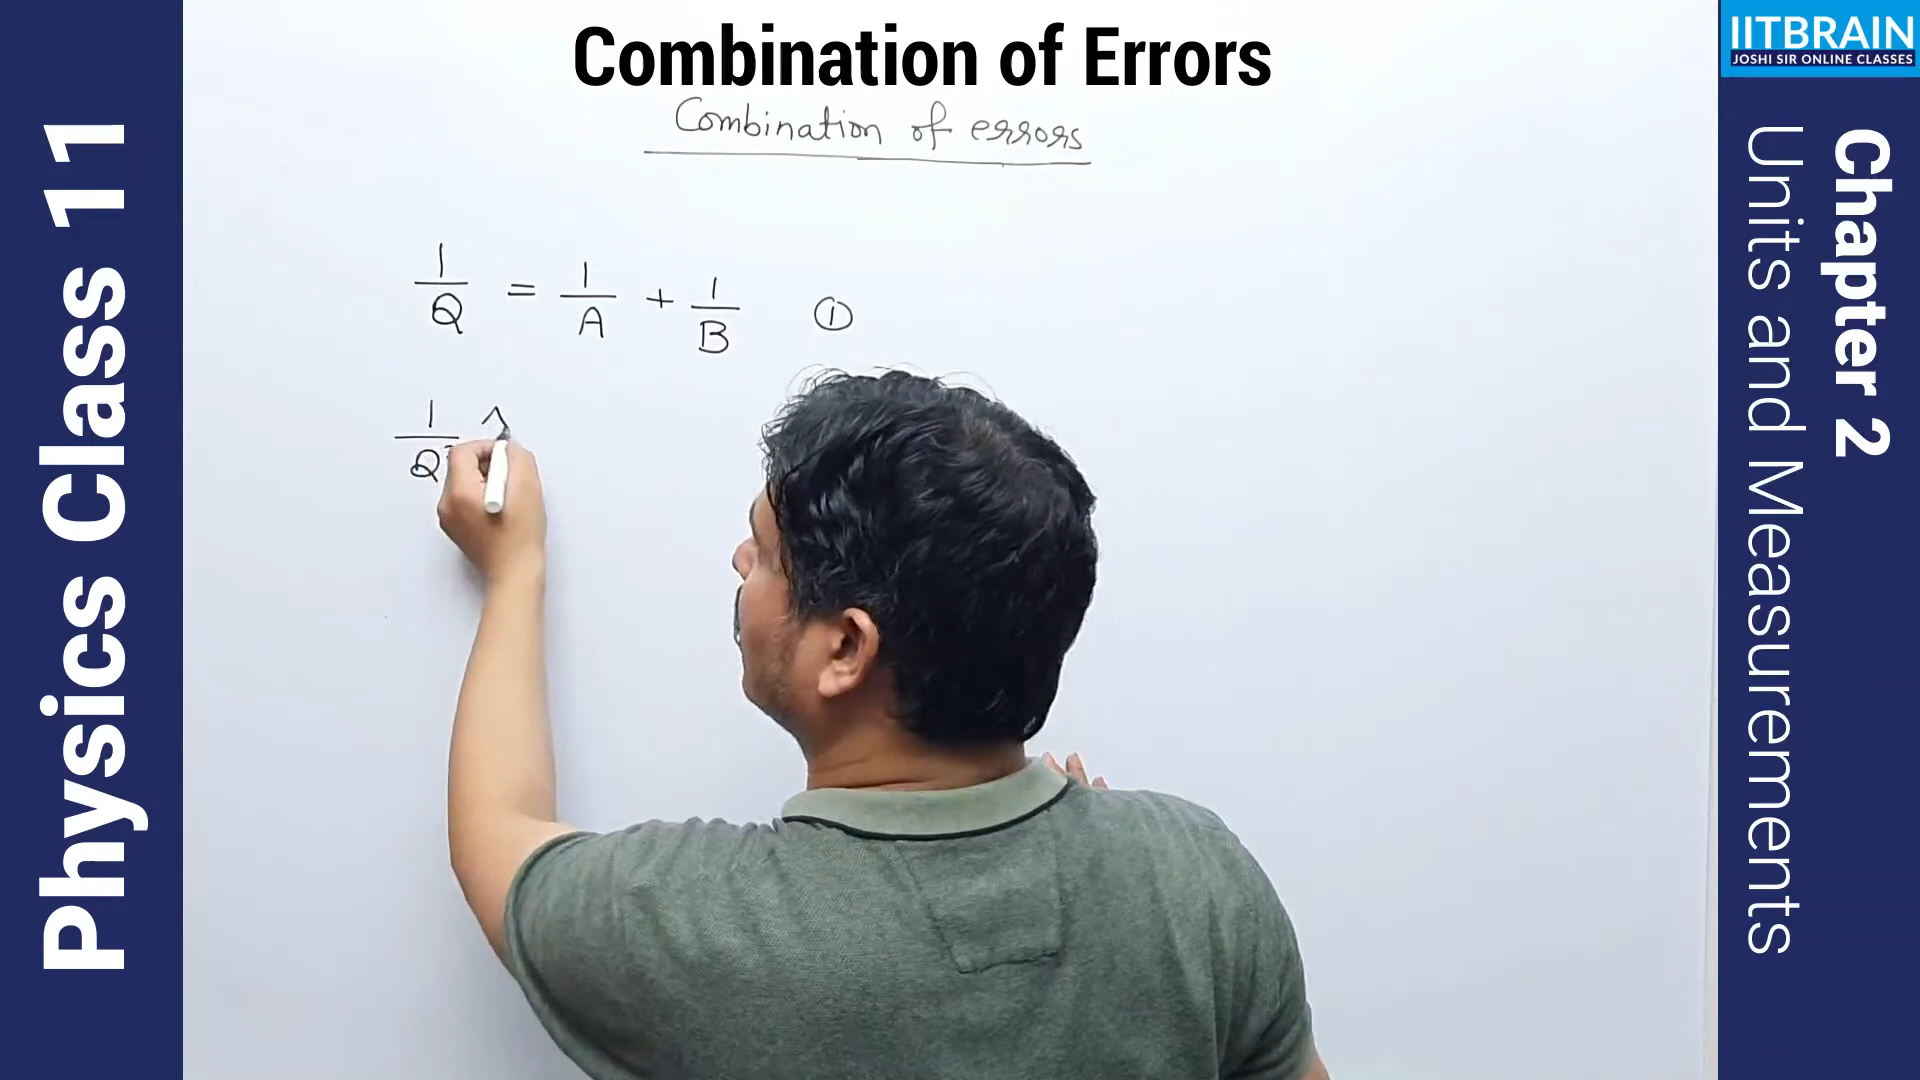 Combination of Errors
IITBRAIN
JOSHI SIR ONLINE CLASSES
Physics Class 11
Chapter 2
Units and Measurements
Combination of errors
1/Q = 1/A + 1/B ①
1/Q